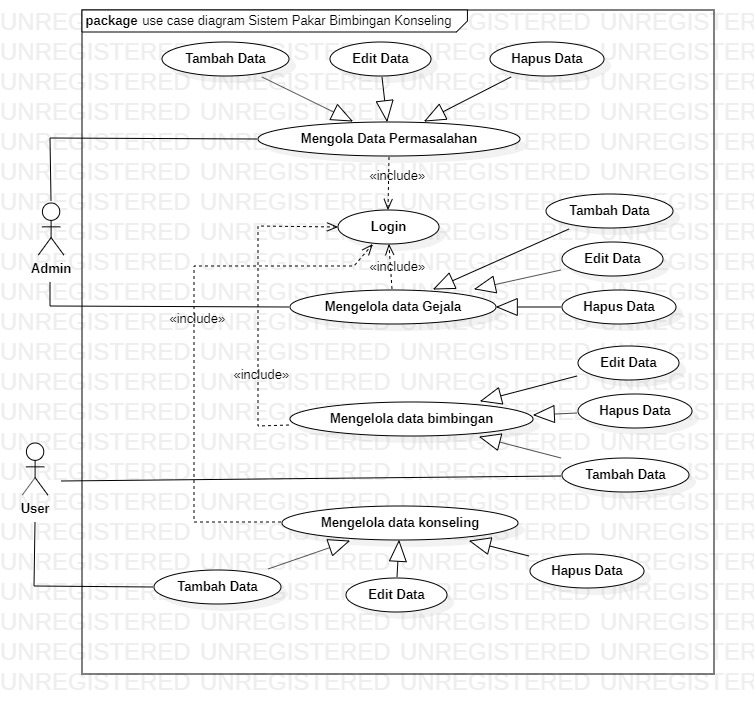 package use case diagram Sistem Pakar Bimbingan Konseling
Tambah Data
Edit Data
Hapus Data
Mengola Data Permasalahan
«include»
Login
Tambah Data
Admin
Edit Data
«include»
Mengelola data Gejala
Hapus Data
«include»
Edit Data
«include»
Hapus Data
Mengelola data bimbingan
Tambah Data
User
Mengelola data konseling
Hapus Data
Tambah Data
Edit Data
UNREGISTERED UNREGISTERED UNREGISTERED UNREGISTERED